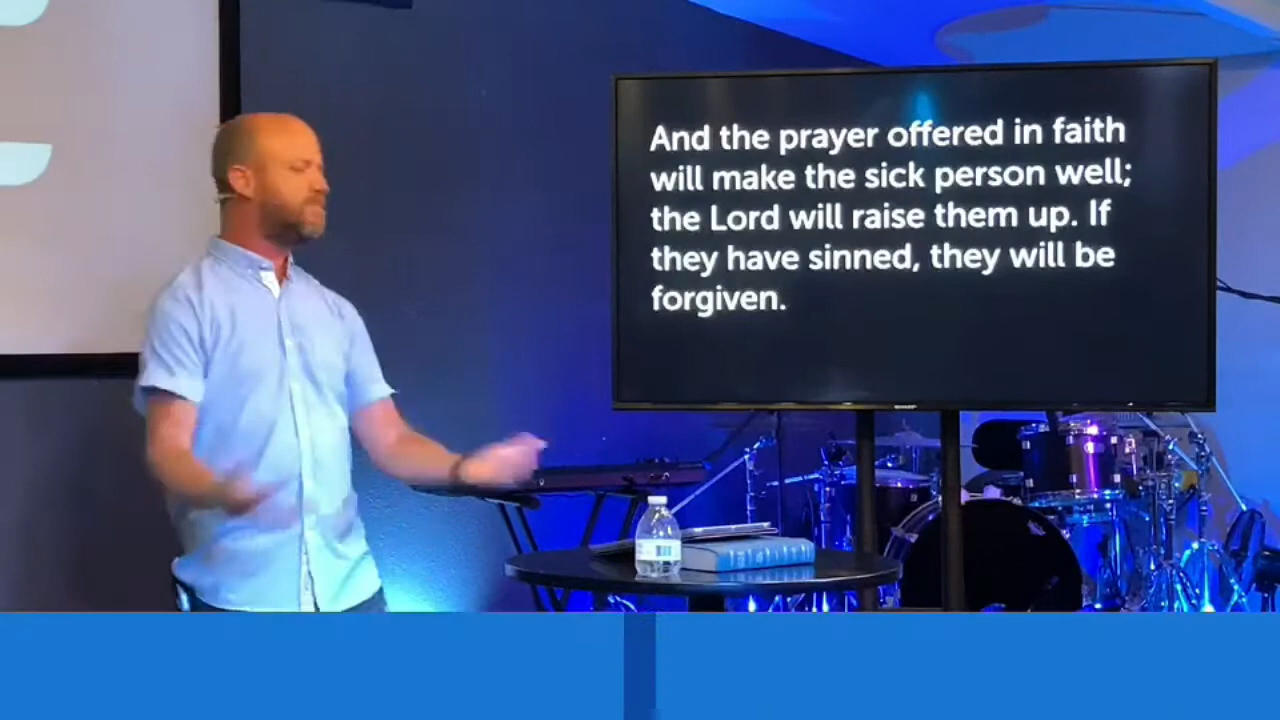 And the prayer offered in faith
will make the sick person well;
the Lord will raise them up. If
they have sinned, they will be
forgiven.